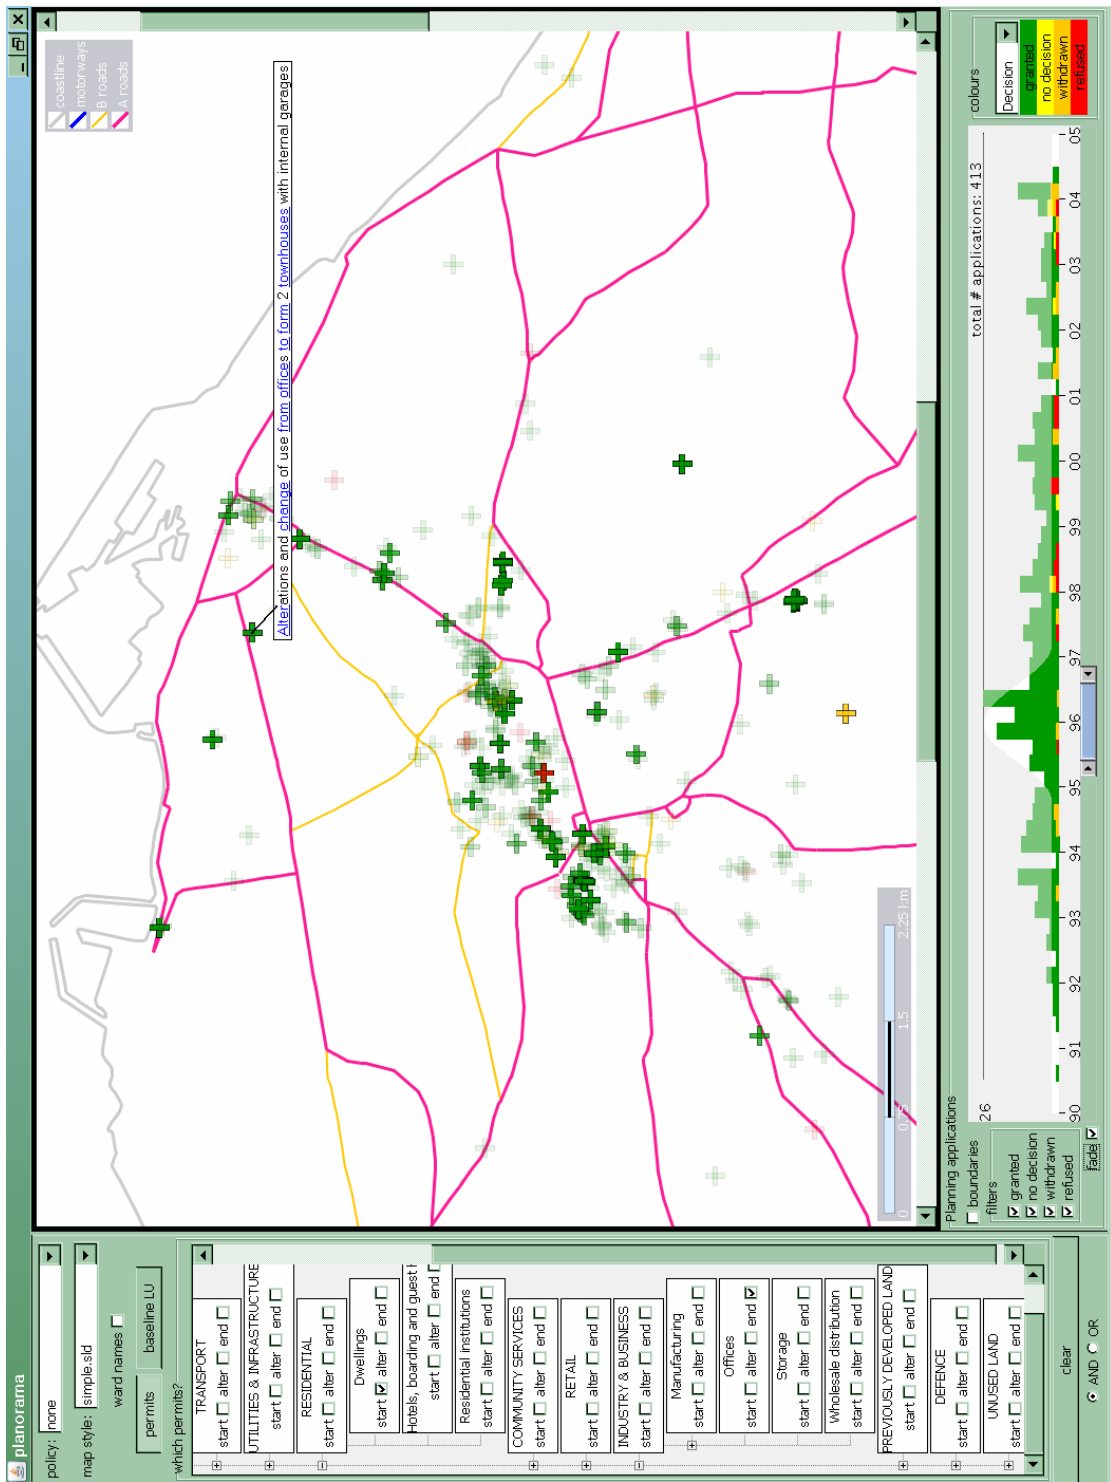 planorama
policy: none
map style: simple.sld
ward names
permits
baseline LU
which permits?
TRANSPORT
start alter end
UTILITIES & INFRASTRUCTURE
start alter end
RESIDENTIAL
start alter end
Dwellings
start alter end
Hotels, boarding and guest
start alter end
Residential institutions
start alter end
COMMUNITY SERVICES
start alter end
RETAIL
start alter end
INDUSTRY & BUSINESS
start alter end
Manufacturing
start alter end
Offices
start alter end
Storage
start alter end
Wholesale distribution
start alter end
PREVIOUSLY DEVELOPED LAND
start alter end
DEFENCE
start alter end
UNUSED LAND
start alter end
clear
AND OR
coastline
motorways
B roads
A roads
Alterations and change of use from offices to form 2 townhouses with internal garages
0 0.75 1.5 2.25 km
Planning applications
boundaries
filters
granted
no decision
withdrawn
refused
fade
26
total # applications: 413
90 91 92 93 94 95 96 97 98 99 00 01 02 03 04 05
colours
Decision
granted
no decision
withdrawn
refused